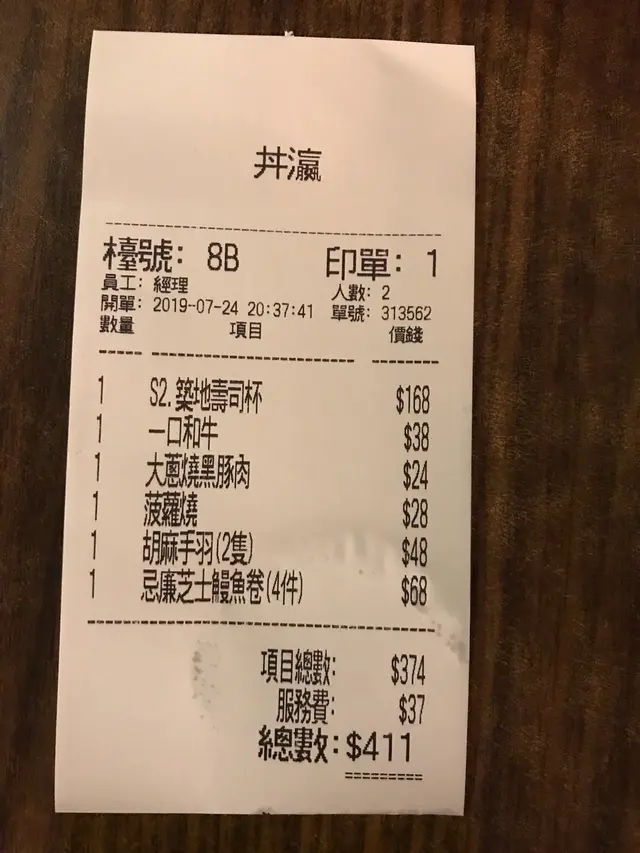 丼瀛
檯號: 8B 印單: 1
員工: 經理 人數: 2
開單: 2019-07-24 20:37:41 單號: 313562
數量 項目 價錢
1 S2.築地壽司杯 $168
1 一口和牛 $38
1 大蔥燒黑豚肉 $24
1 菠蘿燒 $28
1 胡麻手羽(2隻) $48
1 忌廉芝士鰻魚卷(4件) $68
項目總數: $374
服務費: $37
總數: $411